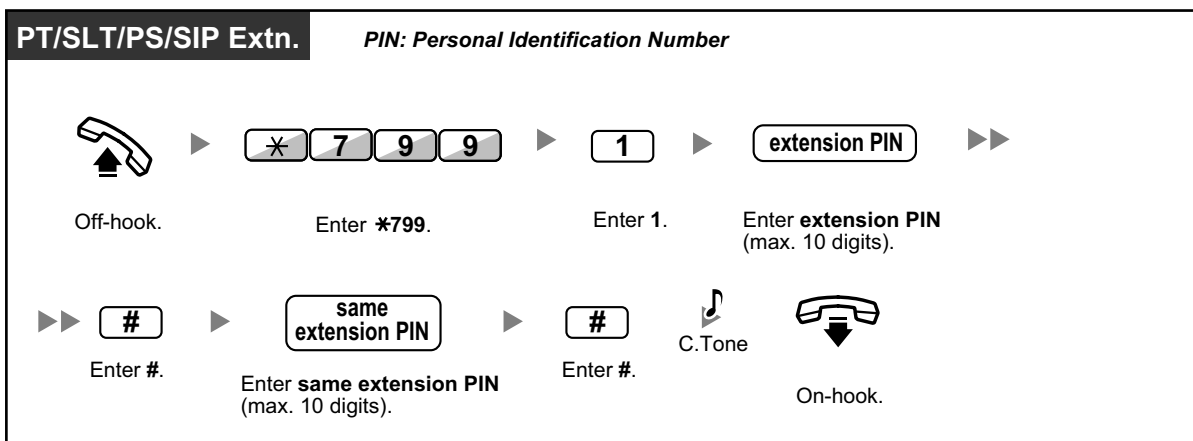 PT/SLT/PS/SIP Extn.
PIN: Personal Identification Number
* 7 9 9
1
extension PIN
Off-hook.
Enter *799.
Enter 1.
Enter extension PIN
(max. 10 digits).
#
same
extension PIN
#
C.Tone
Enter #.
Enter same extension PIN
(max. 10 digits).
Enter #.
On-hook.